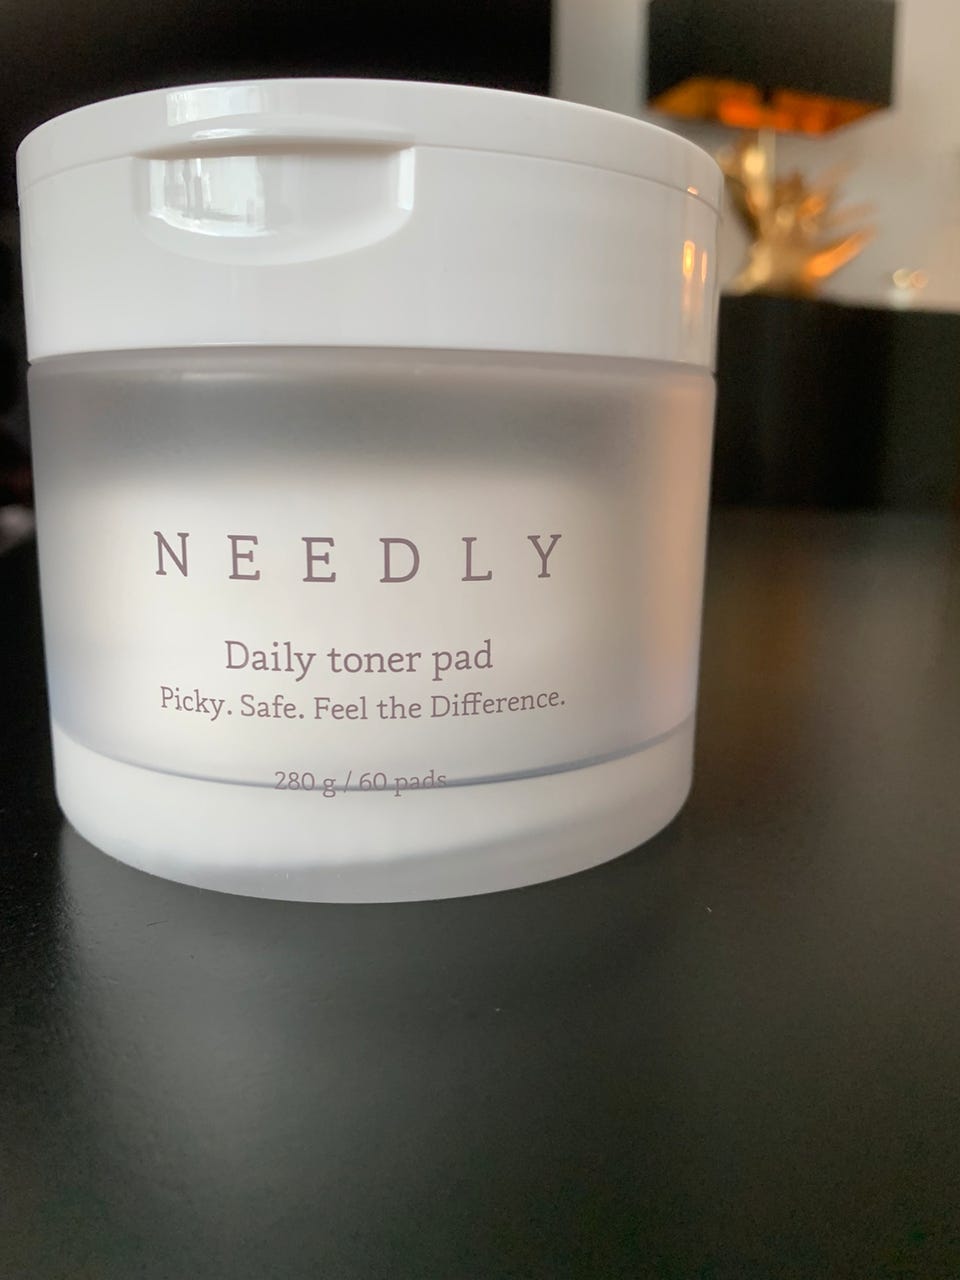 NEEDLY
Daily toner pad
Picky. Safe. Feel the Difference.
280 g / 60 pads